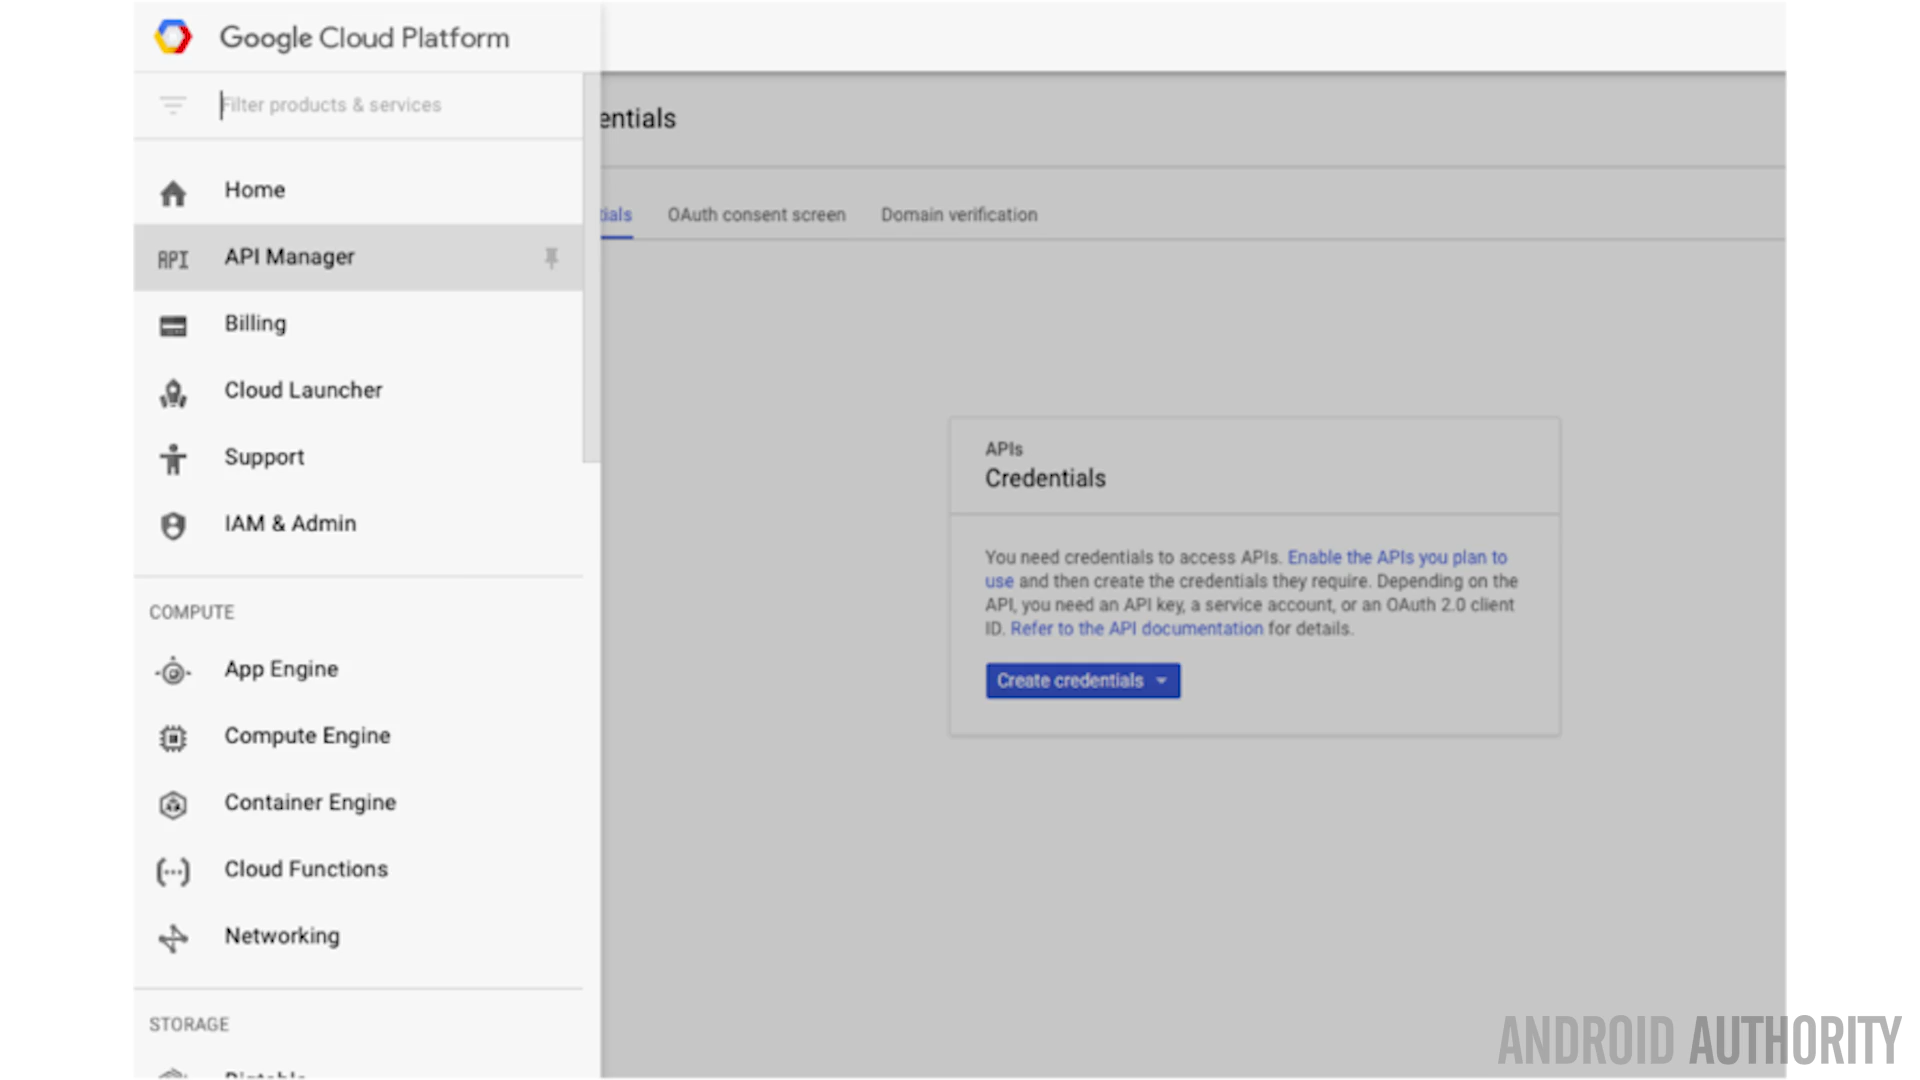 Google Cloud Platform
Filter products & services
Home
API API Manager
Billing
Cloud Launcher
Support
IAM & Admin
COMPUTE
App Engine
Compute Engine
Container Engine
Cloud Functions
Networking
STORAGE
entials
tials OAuth consent screen Domain verification
APIs
Credentials
You need credentials to access APIs. Enable the APIs you plan to
use and then create the credentials they require. Depending on the
API, you need an API key, a service account, or an OAuth 2.0 client
ID. Refer to the API documentation for details.
Create credentials
ANDROID AUTHORITY